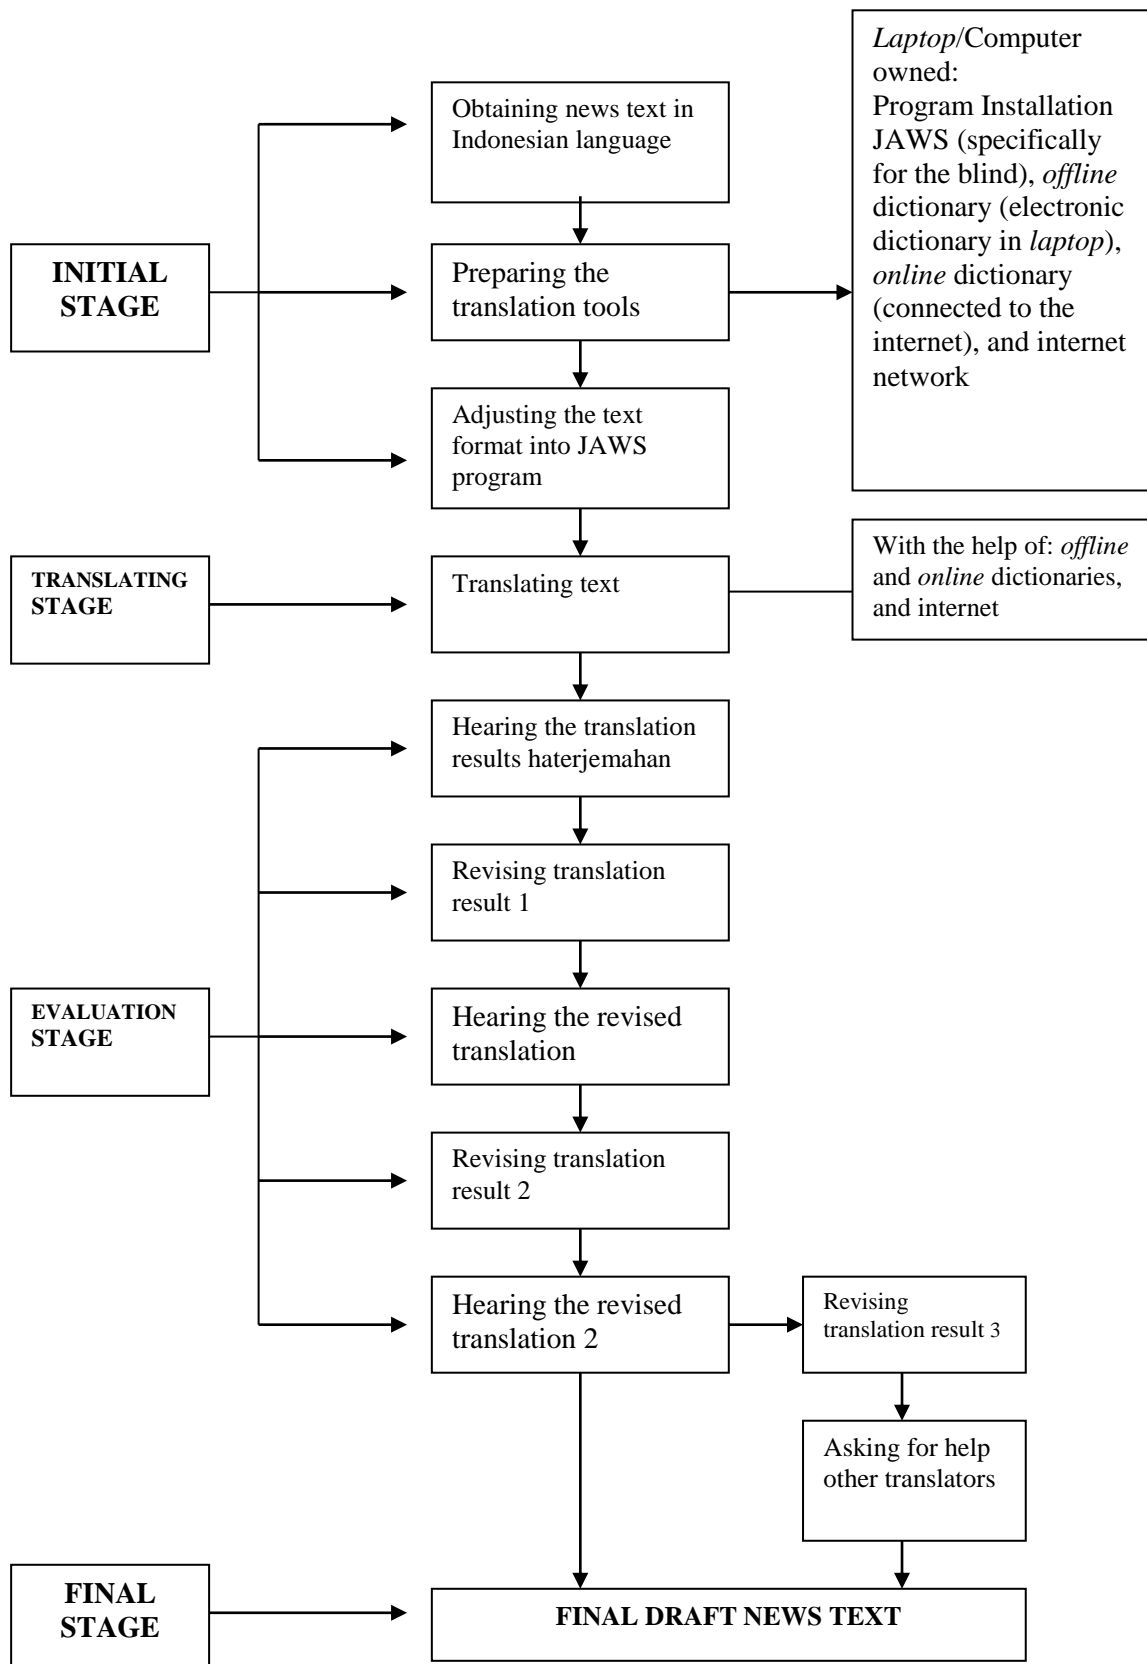 Laptop/Computer
owned:
Program Installation
JAWS (specifically
for the blind), offline
dictionary (electronic
dictionary in laptop),
online dictionary
(connected to the
internet), and internet
network
Obtaining news text in
Indonesian language
INITIAL
STAGE
Preparing the
translation tools
Adjusting the text
format into JAWS
program
TRANSLATING
STAGE
Translating text
With the help of: offline
and online dictionaries,
and internet
Hearing the translation
results haterjemahan
Revising translation
result 1
EVALUATION
STAGE
Hearing the revised
translation
Revising translation
result 2
Hearing the revised
translation 2
Revising
translation result 3
Asking for help
other translators
FINAL
STAGE
FINAL DRAFT NEWS TEXT